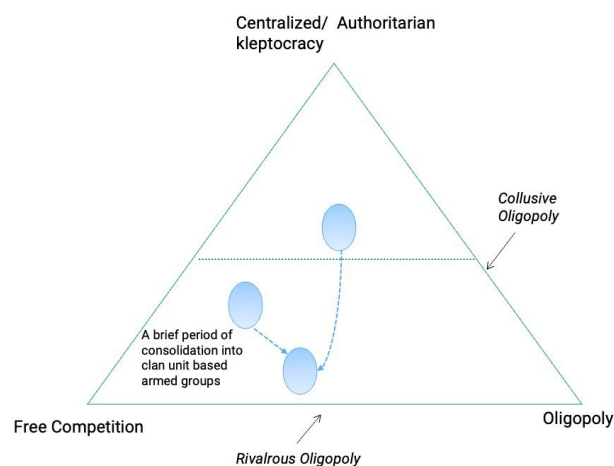 Centralized/ Authoritarian
kleptocracy
Collusive
Oligopoly
A brief period of
consolidation into
clan unit based
armed groups
Free Competition
Oligopoly
Rivalrous Oligopoly